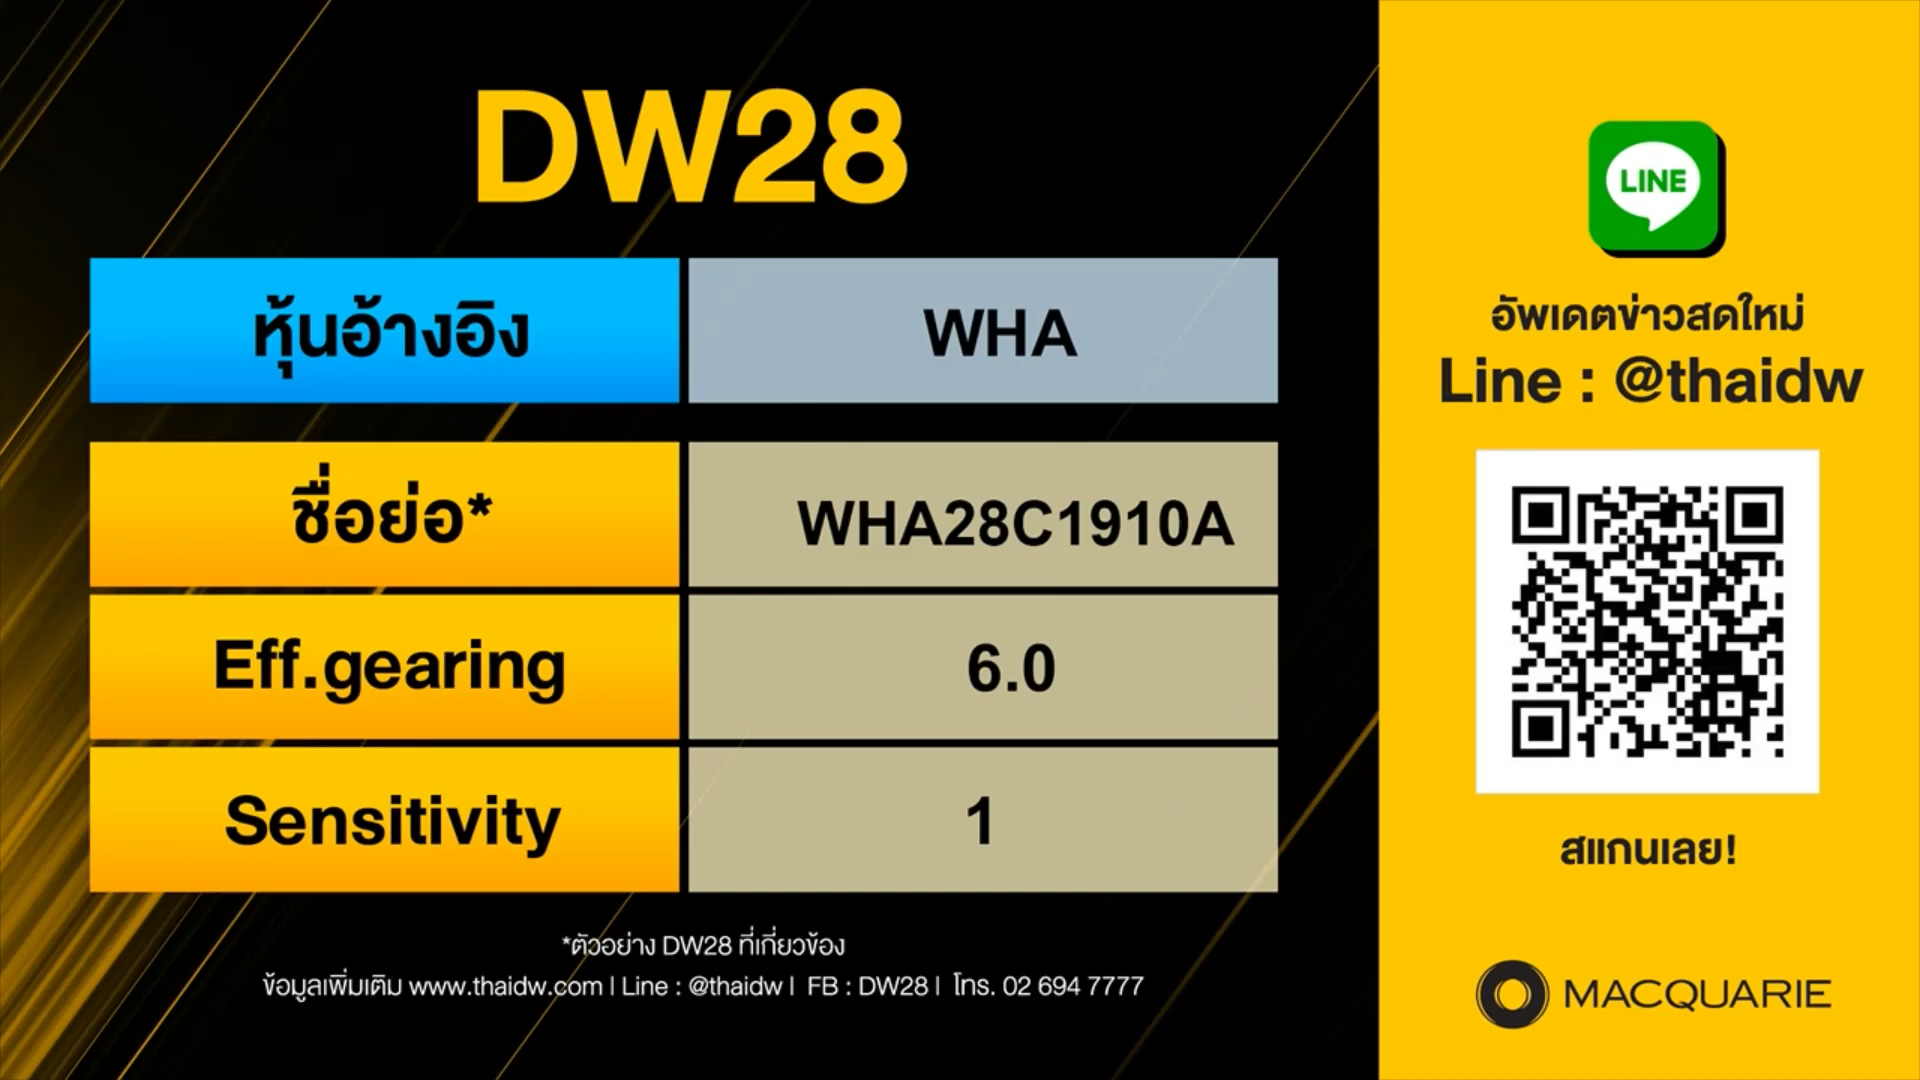 DW28
หุ้นอ้างอิง WHA
ชื่อย่อ* WHA28C1910A
Eff.gearing 6.0
Sensitivity 1
*ตัวอย่าง DW28 ที่เกี่ยวข้อง
ข้อมูลเพิ่มเติม www.thaidw.com | Line : @thaidw | FB : DW28 | โทร. 02 694 7777
LINE
อัพเดตข่าวสดใหม่
Line : @thaidw
สแกนเลย!
MACQUARIE